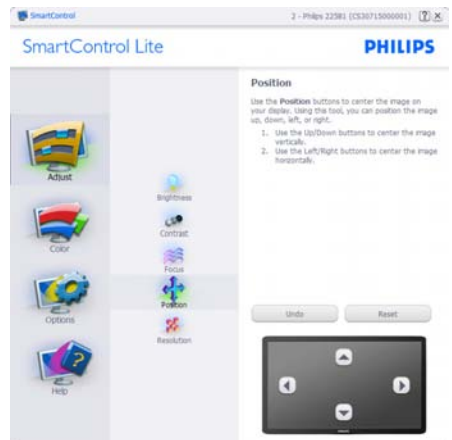 SmartControl
2 - Philips 225B1 (CS30715000001)
SmartControl Lite
PHILIPS
Adjust
Color
Options
Help
Brightness
Contrast
Focus
Position
Resolution
Position
Use the Position buttons to center the image on
your display. Using this tool, you can position the image
up, down, left, or right.
1. Use the Up/Down buttons to center the image
vertically.
2. Use the Left/Right buttons to center the image
horizontally.
Undo
Reset